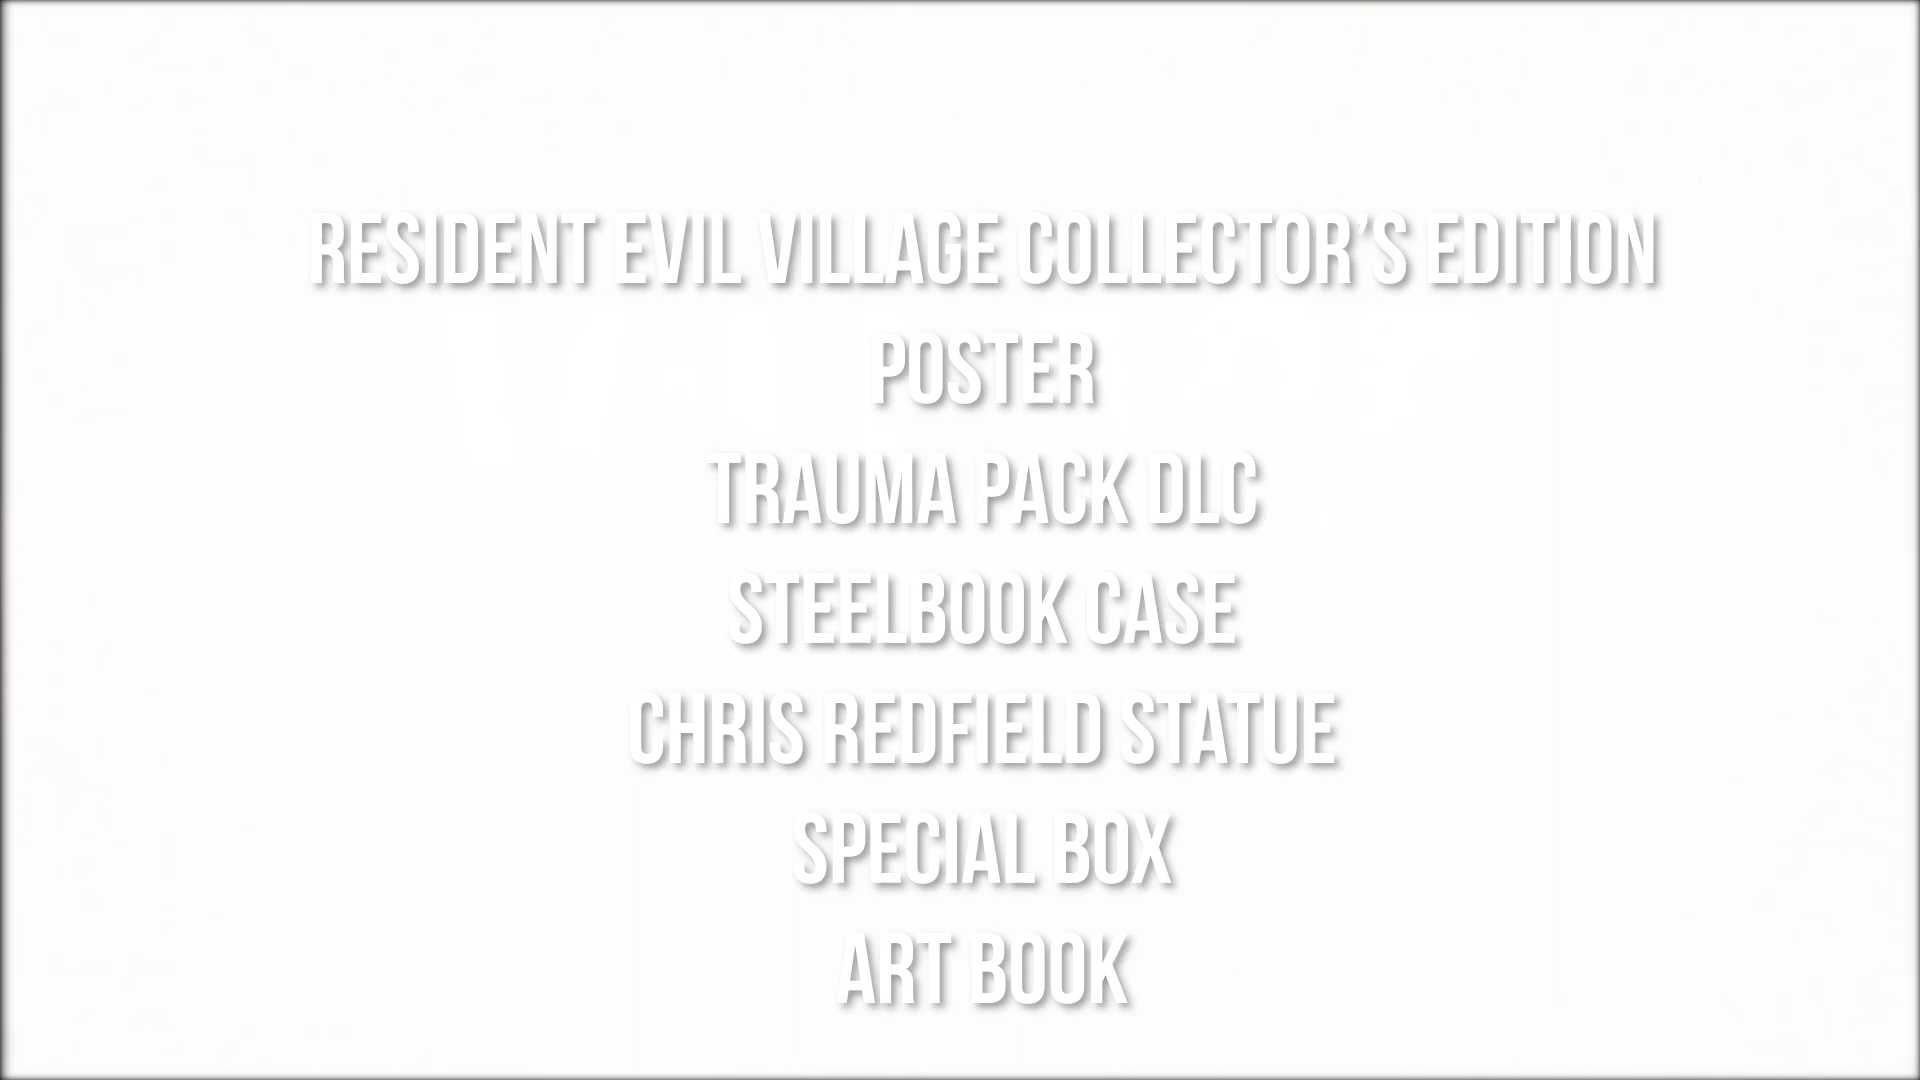 RESIDENT EVIL VILLAGE COLLECTOR’S EDITION
POSTER
TRAUMA PACK DLC
STEELBOOK CASE
CHRIS REDFIELD STATUE
SPECIAL BOX
ART BOOK